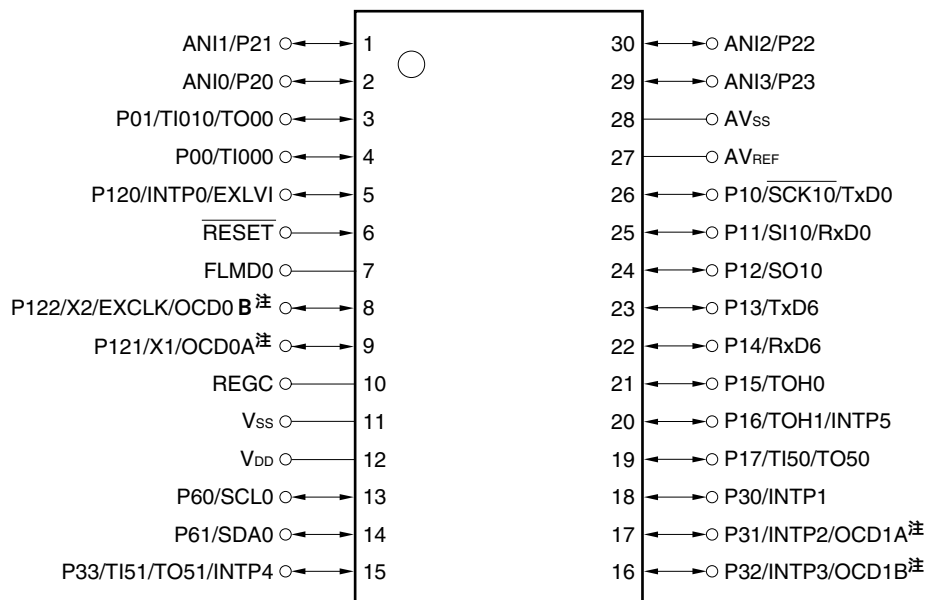 ANI1/P21 1 30 ANI2/P22
ANI0/P20 2 29 ANI3/P23
P01/TI010/TO00 3 28 AVSS
P00/TI000 4 27 AVREF
P120/INTP0/EXLVI 5 26 P10/SCK10/TxD0
RESET 6 25 P11/SI10/RxD0
FLMD0 7 24 P12/SO10
P122/X2/EXCLK/OCD0 B注 8 23 P13/TxD6
P121/X1/OCD0A注 9 22 P14/RxD6
REGC 10 21 P15/TOH0
VSS 11 20 P16/TOH1/INTP5
VDD 12 19 P17/TI50/TO50
P60/SCL0 13 18 P30/INTP1
P61/SDA0 14 17 P31/INTP2/OCD1A注
P33/TI51/TO51/INTP4 15 16 P32/INTP3/OCD1B注